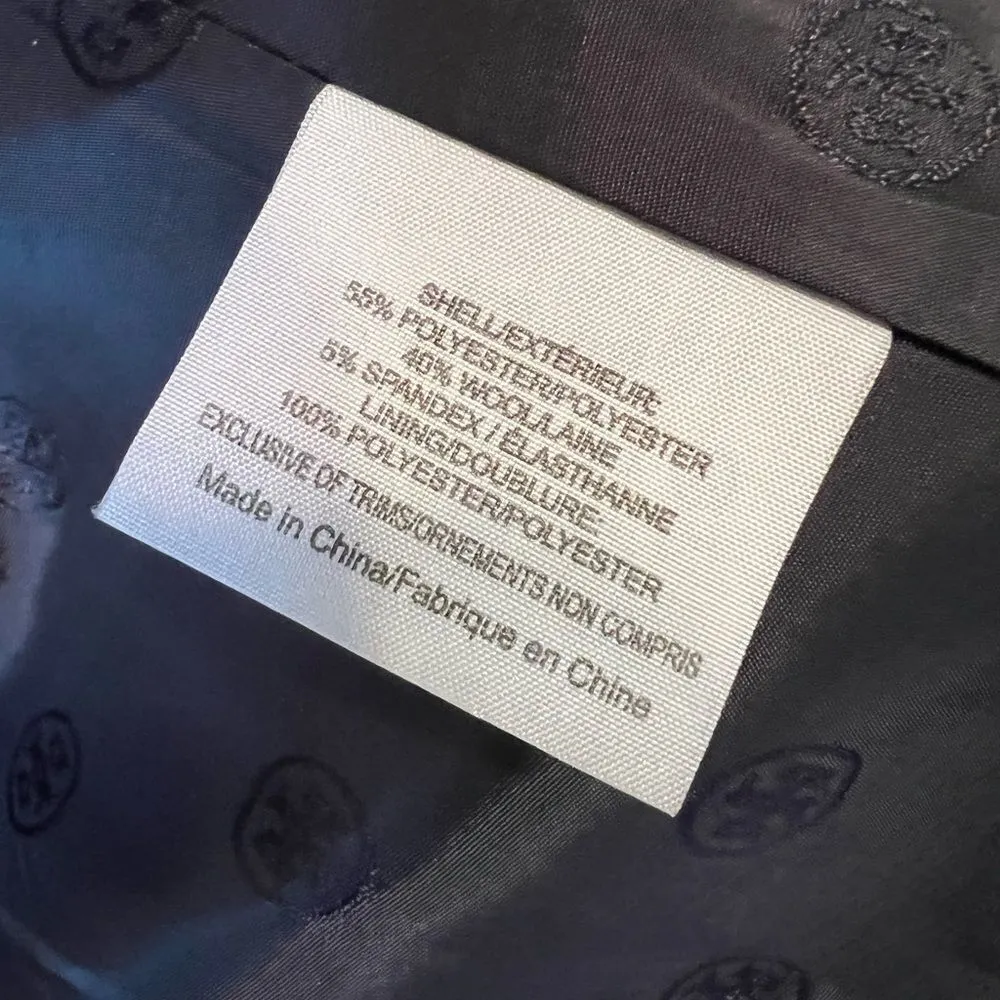 SHELL/EXTÉRIEUR:
55% POLYESTER/POLYESTER
40% WOOL/LAINE
5% SPANDEX / ÉLASTHANNE
LINING/DOUBLURE:
100% POLYESTER/POLYESTER
EXCLUSIVE OF TRIMS/ORNEMENTS NON COMPRIS
Made in China/Fabrique en Chine